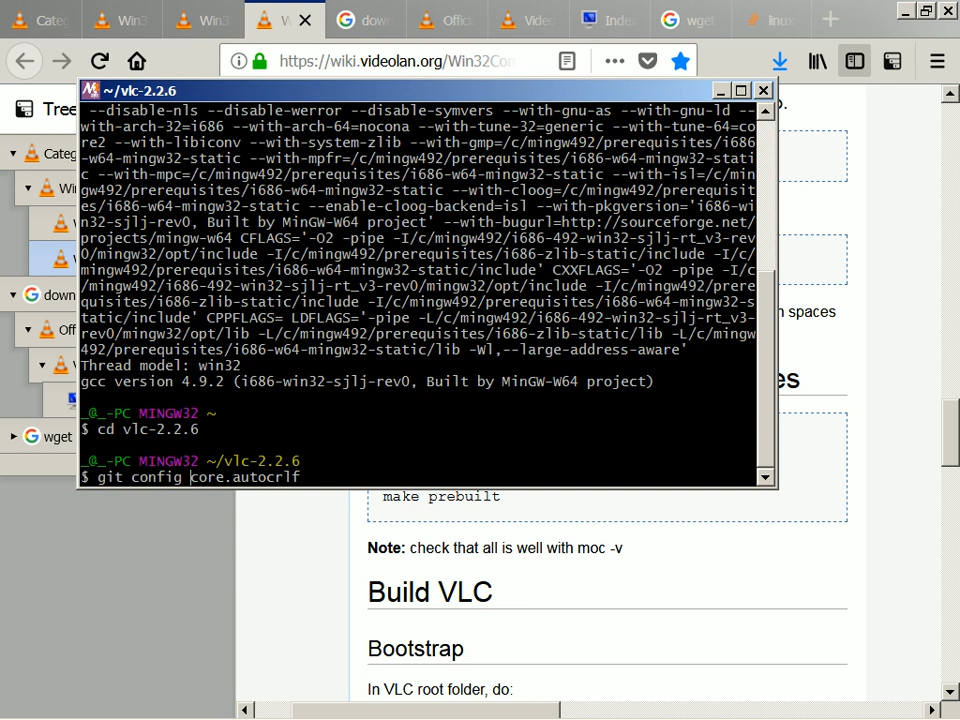 Categ
Win3
Win3
W
down
Offic
Video
Index
wget
linux
https://wiki.videolan.org/Win32Con
~/vlc-2.2.6
Tree
Categ
Win
V
W
down
Off
V
wget
--disable-nls --disable-werror --disable-symvers --with-gnu-as --with-gnu-ld --
with-arch-32=i686 --with-arch-64=nocona --with-tune-32=generic --with-tune-64=co
re2 --with-libiconv --with-system-zlib --with-gmp=/c/mingw492/prerequisites/i686
-w64-mingw32-static --with-mpfr=/c/mingw492/prerequisites/i686-w64-mingw32-stati
c --with-mpc=/c/mingw492/prerequisites/i686-w64-mingw32-static --with-isl=/c/min
gw492/prerequisites/i686-w64-mingw32-static --with-cloog=/c/mingw492/prerequisit
es/i686-w64-mingw32-static --enable-cloog-backend=isl --with-pkgversion='i686-wi
n32-sjlj-rev0, Built by MinGW-W64 project' --with-bugurl=http://sourceforge.net/
projects/mingw-w64 CFLAGS='-O2 -pipe -I/c/mingw492/i686-492-win32-sjlj-rt_v3-rev
0/mingw32/opt/include -I/c/mingw492/prerequisites/i686-zlib-static/include -I/c/
mingw492/prerequisites/i686-w64-mingw32-static/include' CXXFLAGS='-O2 -pipe -I/c
/mingw492/i686-492-win32-sjlj-rt_v3-rev0/mingw32/opt/include -I/c/mingw492/prere
quisites/i686-zlib-static/include -I/c/mingw492/prerequisites/i686-w64-mingw32-s
tatic/include' CPPFLAGS= LDFLAGS='-pipe -L/c/mingw492/i686-492-win32-sjlj-rt_v3-
rev0/mingw32/opt/lib -L/c/mingw492/prerequisites/i686-zlib-static/lib -L/c/mingw
492/prerequisites/i686-w64-mingw32-static/lib -Wl,--large-address-aware'
Thread model: win32
gcc version 4.9.2 (i686-win32-sjlj-rev0, Built by MinGW-W64 project)
_@_-PC MINGW32 ~
$ cd vlc-2.2.6
_@_-PC MINGW32 ~/vlc-2.2.6
$ git config core.autocrlf
n spaces
es
make prebuilt
Note: check that all is well with moc -v
Build VLC
Bootstrap
In VLC root folder, do: